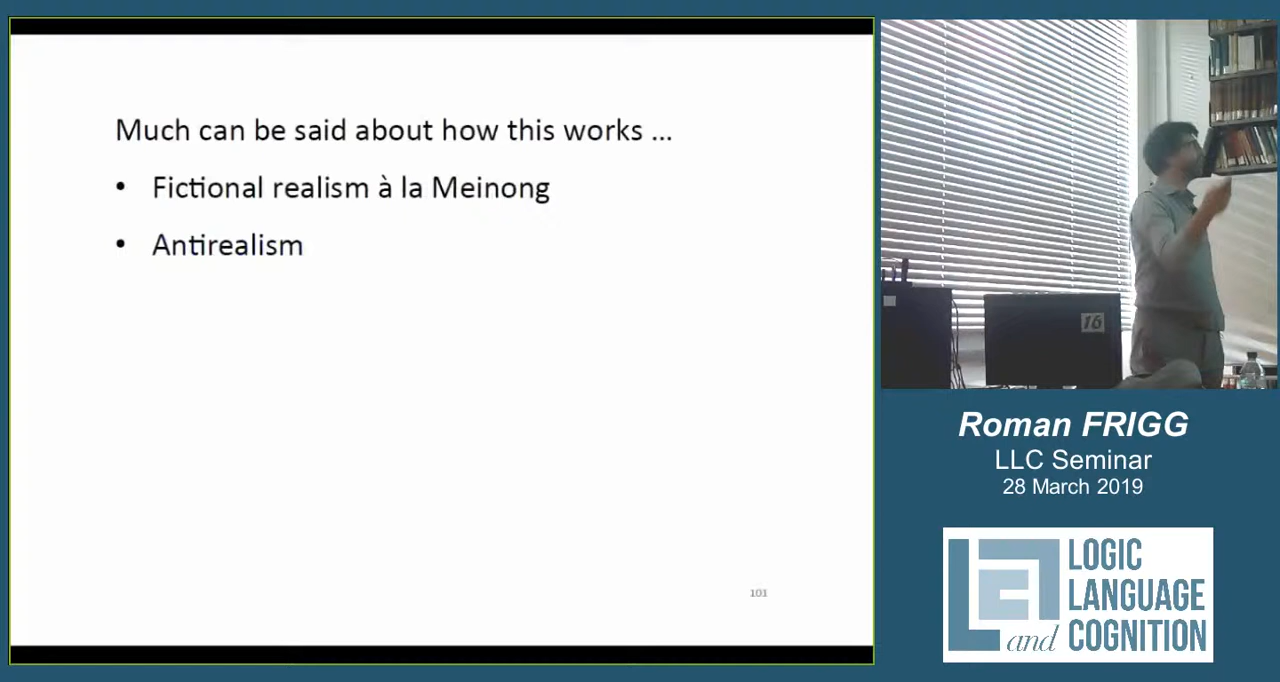 Much can be said about how this works ...
• Fictional realism à la Meinong
• Antirealism
101
16
Roman FRIGG
LLC Seminar
28 March 2019
LOGIC
LANGUAGE
and COGNITION